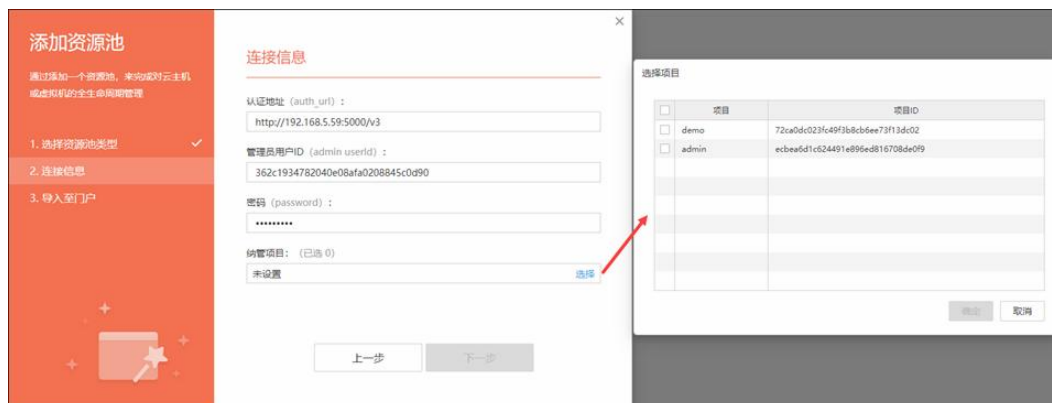 添加资源池
通过添加一个资源池，来完成对云主机
或虚拟机的全生命周期管理
1. 选择资源池类型
2. 连接信息
3. 导入至门户
连接信息
认证地址（auth_url）：
http://192.168.5.59:5000/v3
管理员用户ID（admin userId）：
362c1934782040e08afa0208845c0d90
密码（password）：
•••••••••
纳管项目：（已选 0）
未设置 选择
上一步 下一步
选择项目
项目 项目ID
demo 72ca0dc023fc49f3b8cb6ee73f13dc02
admin ecbea6d1c624491e896ed816708de0f9
确定 取消